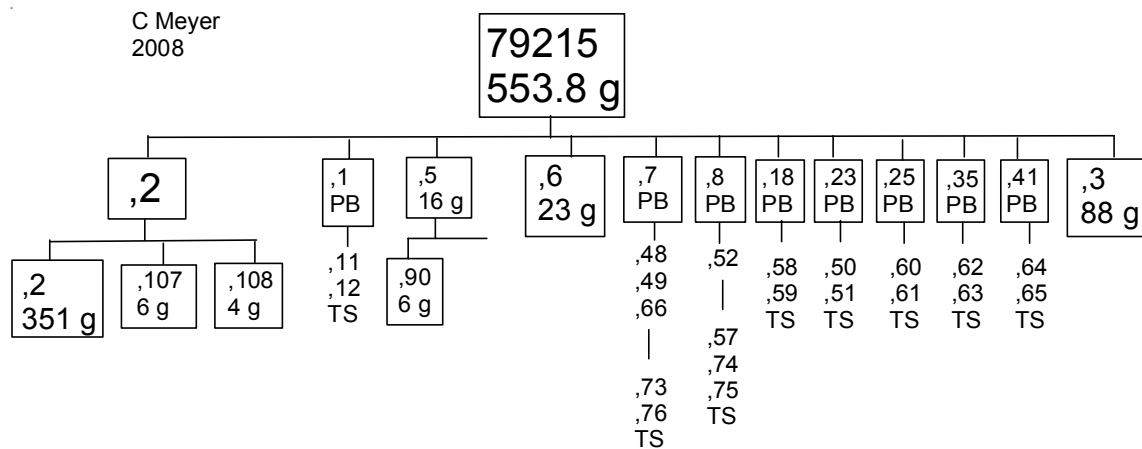 C Meyer
2008
79215
553.8 g
,2
,1
PB
,5
16 g
,6
23 g
,7
PB
,8
PB
,18
PB
,23
PB
,25
PB
,35
PB
,41
PB
,3
88 g
,2
351 g
,107
6 g
,108
4 g
,11
,12
TS
,90
6 g
,48
,49
,66
,73
,76
TS
,52
,57
,74
,75
TS
,58
,59
TS
,50
,51
TS
,60
,61
TS
,62
,63
TS
,64
,65
TS